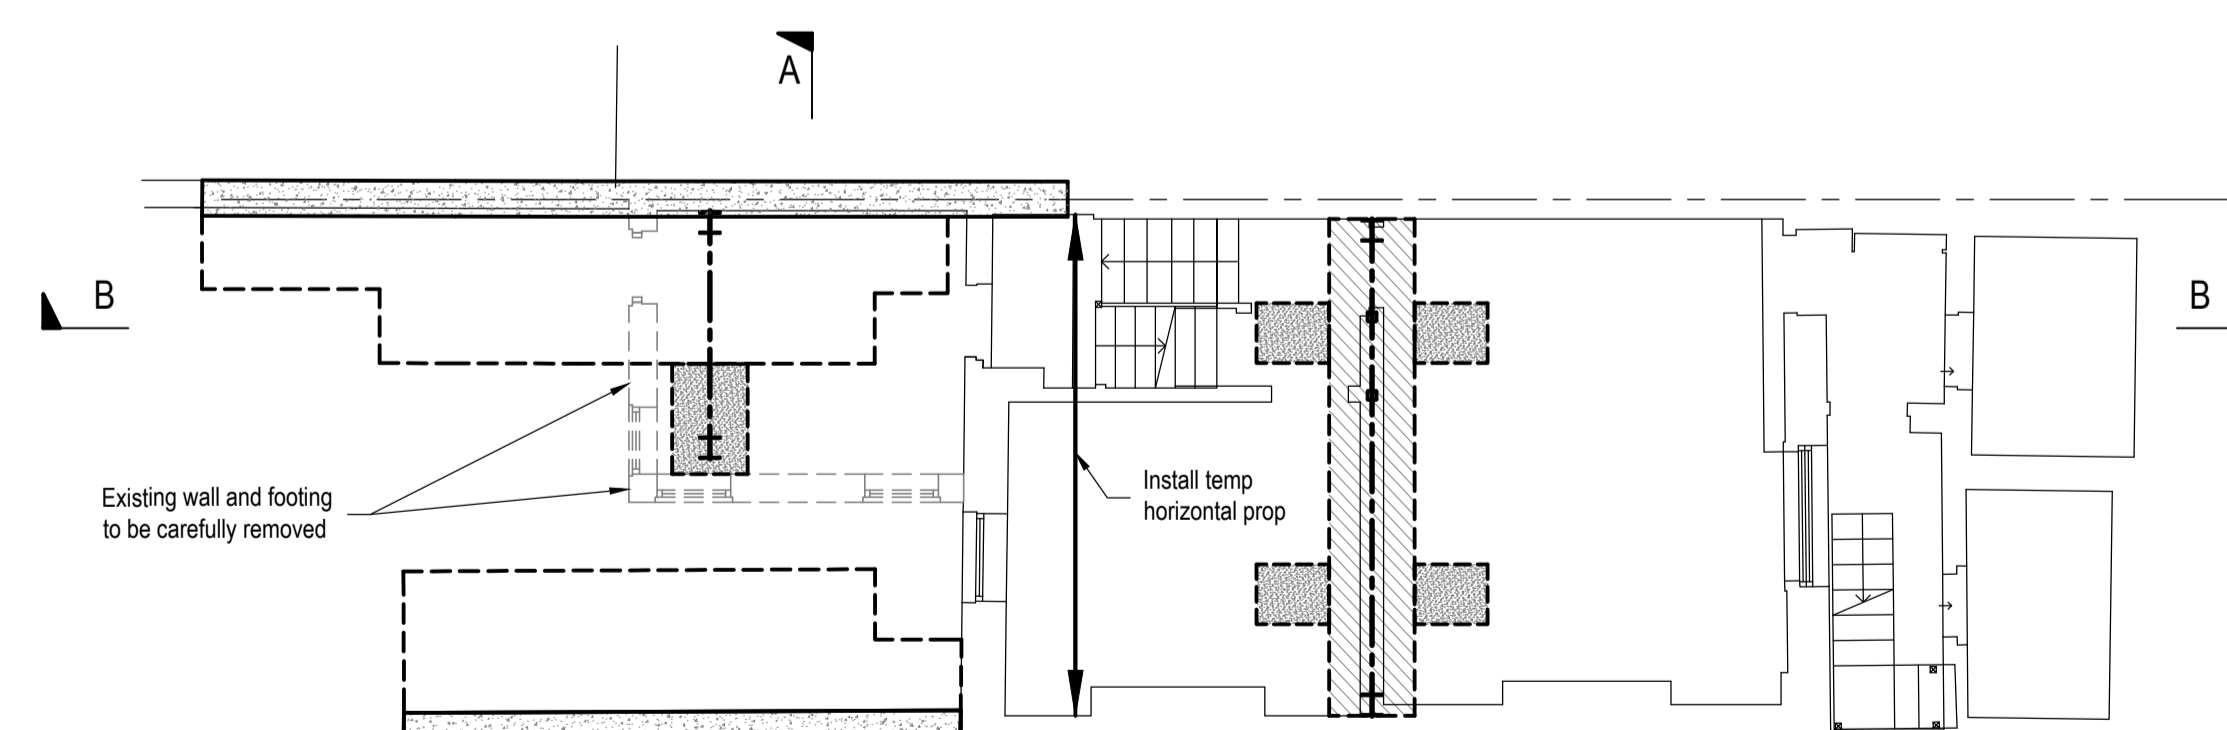 A
B
B
Existing wall and footing
to be carefully removed
Install temp
horizontal prop